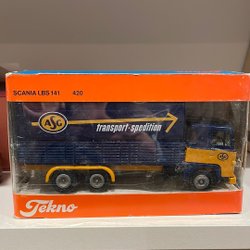 SCANIA LBS 141 420
ASG
transport-spedition
Tekno